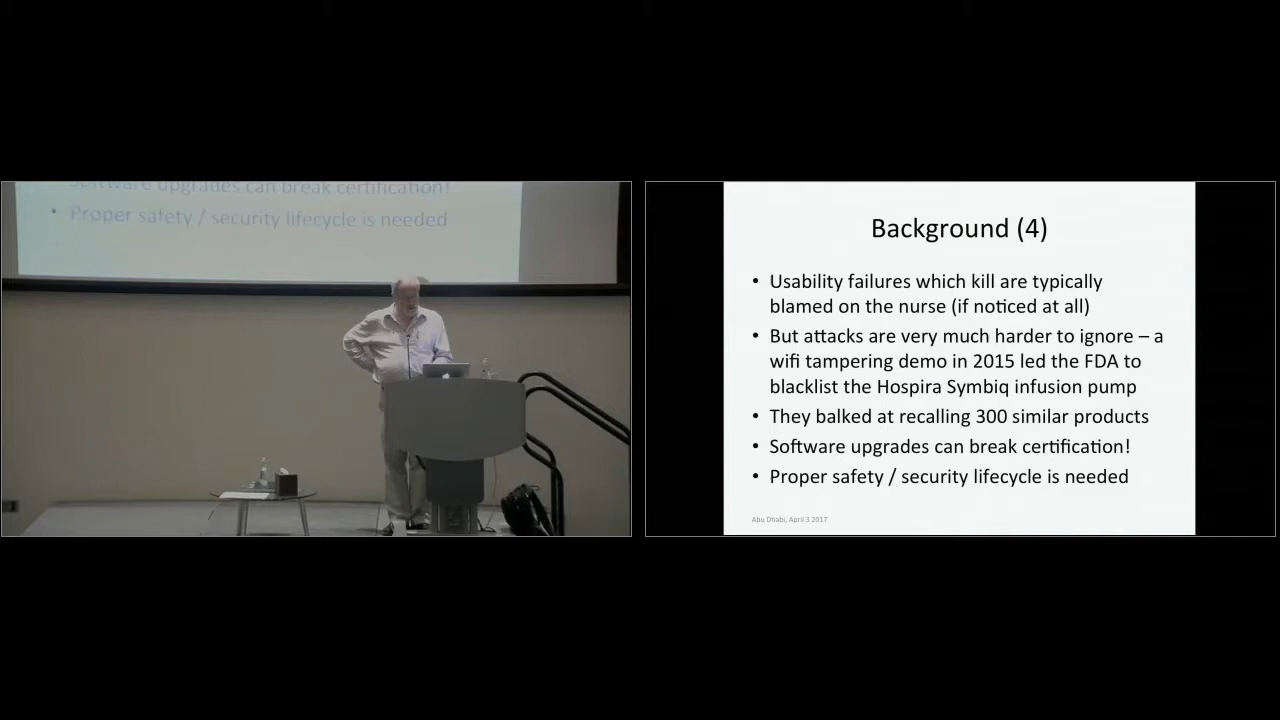 Software upgrades can break certification!
• Proper safety / security lifecycle is needed
Background (4)
• Usability failures which kill are typically
blamed on the nurse (if noticed at all)
• But attacks are very much harder to ignore – a
wifi tampering demo in 2015 led the FDA to
blacklist the Hospira Symbiq infusion pump
• They balked at recalling 300 similar products
• Software upgrades can break certification!
• Proper safety / security lifecycle is needed
Abu Dhabi, April 3 2017